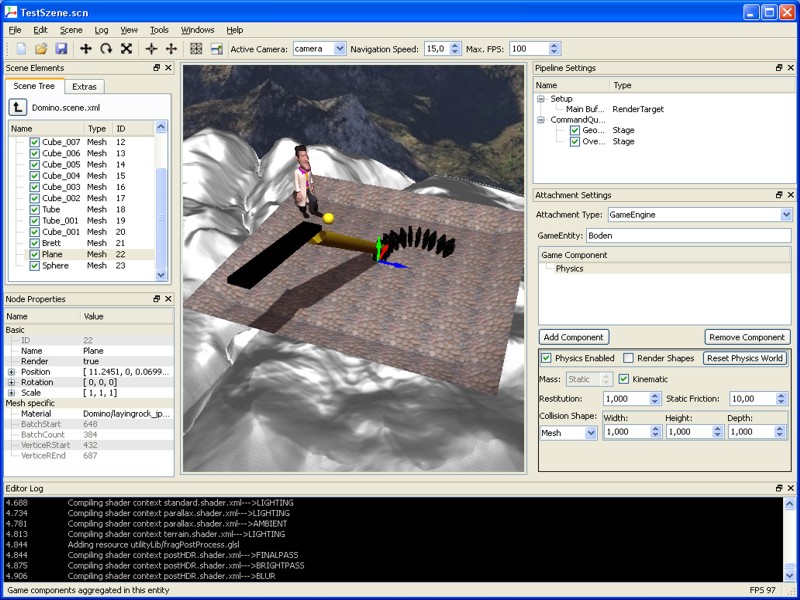 TestSzene.scn
File Edit Scene Log View Tools Windows Help
Active Camera: camera Navigation Speed: 15,0 Max. FPS: 100
Scene Elements
Scene Tree Extras
Domino.scene.xml
Name Type ID
Cube_007 Mesh 12
Cube_006 Mesh 13
Cube_005 Mesh 14
Cube_004 Mesh 15
Cube_003 Mesh 16
Cube_002 Mesh 17
Tube Mesh 18
Tube_001 Mesh 19
Cube_001 Mesh 20
Brett Mesh 21
Plane Mesh 22
Sphere Mesh 23
Node Properties
Name Value
Basic
ID 22
Name Plane
Render true
Position [ 11.2451, 0, 0.0699...
Rotation [ 0, 0, 0]
Scale [ 1, 1, 1]
Mesh specific
Material Domino/layingrock_jp...
BatchStart 648
BatchCount 384
VerticeRStart 432
VerticeREnd 687
Pipeline Settings
Name Type
Setup
Main Buf... RenderTarget
CommandQu...
Geo... Stage
Ove... Stage
Attachment Settings
Attachment Type: GameEngine
GameEntity: Boden
Game Component
Physics
Add Component Remove Component
Physics Enabled Render Shapes Reset Physics World
Mass: Static Kinematic
Restitution: 1,000 Static Friction: 10,00
Collision Shape: Width: Height: Depth:
Mesh 1,000 1,000 1,000
Editor Log
4.688 Compiling shader context standard.shader.xml--->LIGHTING
4.734 Compiling shader context parallax.shader.xml--->LIGHTING
4.781 Compiling shader context parallax.shader.xml--->AMBIENT
4.813 Compiling shader context terrain.shader.xml--->LIGHTING
4.844 Adding resource utilityLib/fragPostProcess.glsl
4.844 Compiling shader context postHDR.shader.xml--->FINALPASS
4.875 Compiling shader context postHDR.shader.xml--->BRIGHTPASS
4.906 Compiling shader context postHDR.shader.xml--->BLUR
Game components aggregated in this entity FPS 97